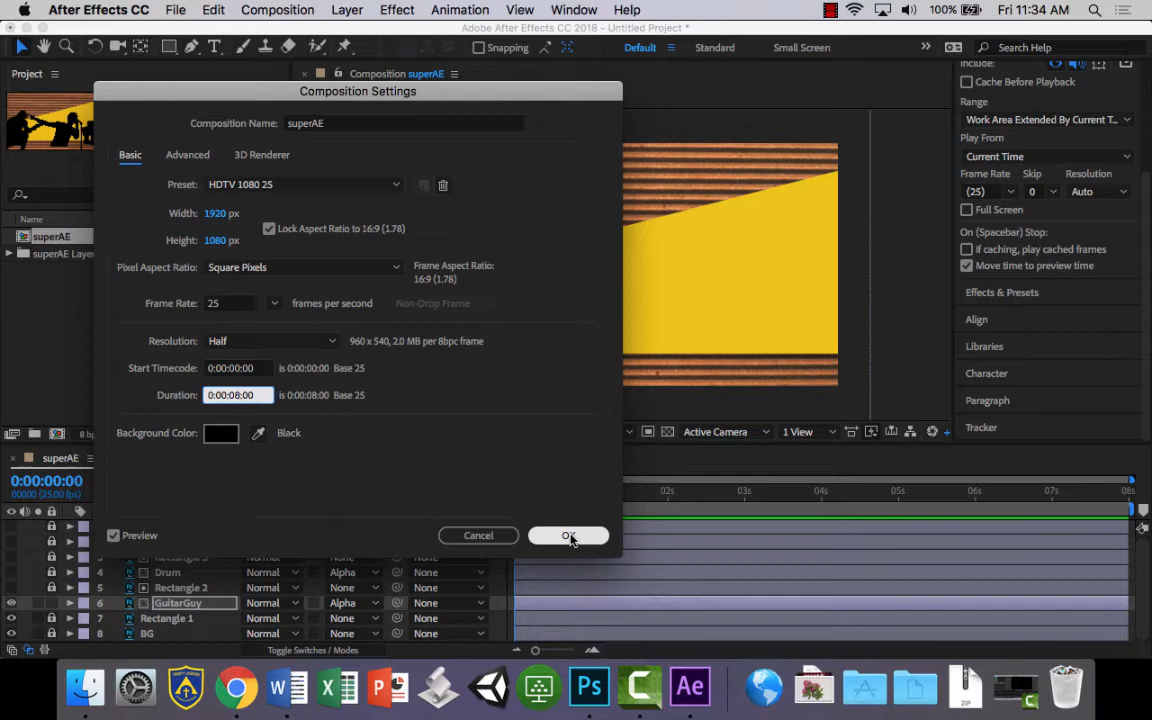 After Effects CC File Edit Composition Layer Effect Animation View Window Help 100% Fri 11:34 AM
Adobe After Effects CC 2018 - Untitled Project *
Snapping Default Standard Small Screen Search Help
Project Composition superAE Include:
Cache Before Playback
Composition Settings
Range
Work Area Extended By Current T...
Composition Name: superAE
Play From
Basic Advanced 3D Renderer
Current Time
Preset: HDTV 1080 25
Frame Rate Skip Resolution
(25) 0 Auto
Width: 1920 px
Full Screen
Lock Aspect Ratio to 16:9 (1.78)
Height: 1080 px
On (Spacebar) Stop:
If caching, play cached frames
Move time to preview time
Name
superAE
superAE Layer
Pixel Aspect Ratio: Square Pixels Frame Aspect Ratio:
16:9 (1.78)
Effects & Presets
Frame Rate: 25 frames per second Non-Drop Frame
Align
Resolution: Half 960 x 540, 2.0 MB per 8bpc frame
Libraries
Start Timecode: 0:00:00:00 is 0:00:00:00 Base 25
Character
Duration: 0:00:08:00 is 0:00:08:00 Base 25
Paragraph
Tracker
Background Color: Black
8 b Active Camera 1 View
superAE
0:00:00:00
00000 (25.00 fps)
02s 03s 04s 05s 06s 07s 08s
Preview Cancel OK
4 Drum Normal Alpha None
5 Rectangle 2 Normal None None
6 GuitarGuy Normal Alpha None
7 Rectangle 1 Normal None None
8 BG Normal None None
Toggle Switches / Modes
W X P Ps C Ae ZIP